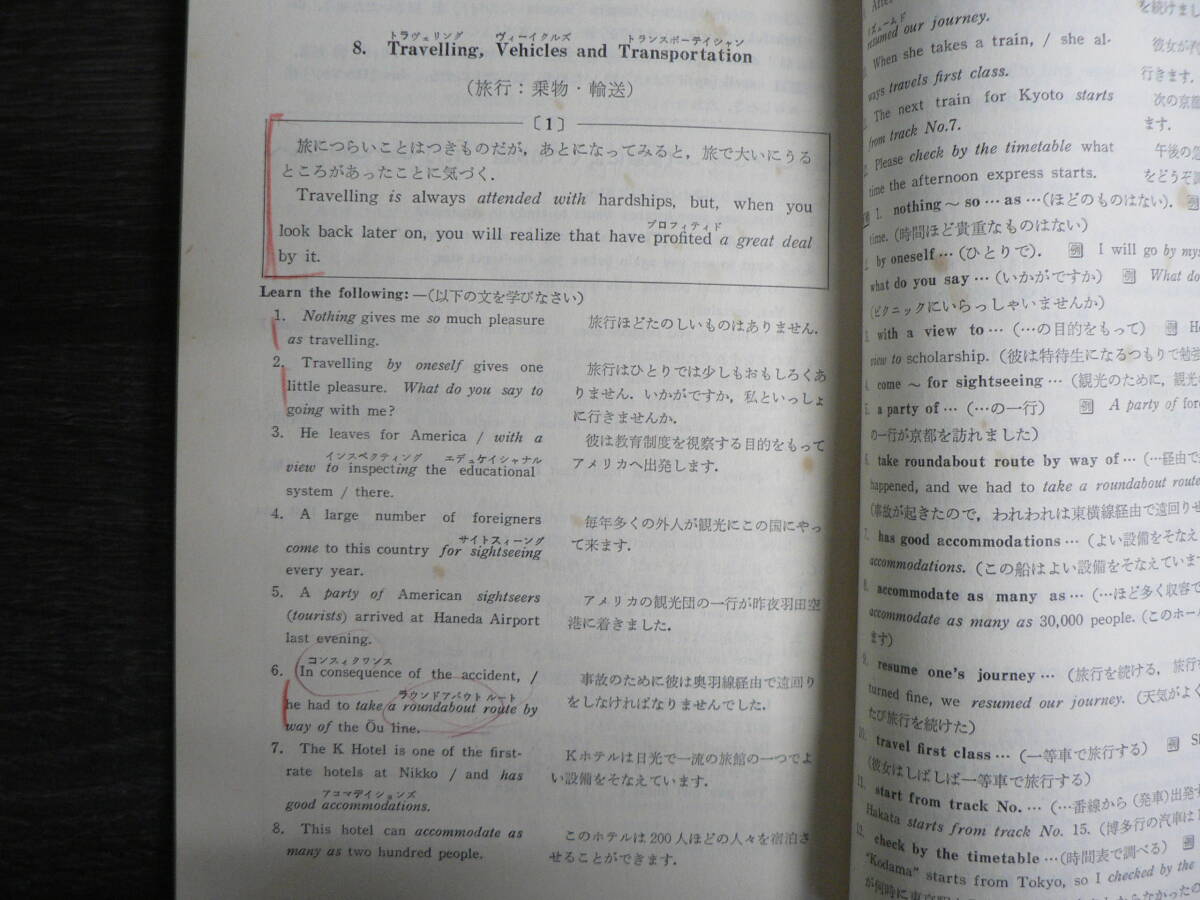 トラヴェリング ヴィーイクルズ トランスポーテイシャン
8. Travelling, Vehicles and Transportation
(旅行:乗物・輸送)
〔1〕
旅につらいことはつきものだが,あとになってみると,旅で大いにうる
ところがあったことに気づく.
Travelling is always attended with hardships, but, when you
プロフィティド
look back later on, you will realize that have profited a great deal
by it.
Learn the following:—(以下の文を学びなさい)
1. Nothing gives me so much pleasure
as travelling.
旅行ほどたのしいものはありません.
2. Travelling by oneself gives one
little pleasure. What do you say to
going with me?
旅行はひとりでは少しもおもしろくあ
りません.いかがですか,私といっしょ
に行きませんか.
3. He leaves for America / with a
インスペクティング エデュケイシャナル
view to inspecting the educational
system / there.
彼は教育制度を視察する目的をもって
アメリカへ出発します.
4. A large number of foreigners
サイトスィーング
come to this country for sightseeing
every year.
毎年多くの外人が観光にこの国にやっ
て来ます.
5. A party of American sightseers
(tourists) arrived at Haneda Airport
last evening.
アメリカの観光団の一行が昨夜羽田空
港に着きました.
コンスィクワンス
6. In consequence of the accident, /
ラウンドアバウト ルート
he had to take a roundabout route by
way of the Ōu line.
事故のために彼は奥羽線経由で遠回り
をしなければなりませんでした.
7. The K Hotel is one of the first-
rate hotels at Nikko / and has
アコマデイションズ
good accommodations.
Kホテルは日光で一流の旅館の一つでよ
い設備をそなえています.
8. This hotel can accommodate as
many as two hundred people.
このホテルは200人ほどの人々を宿泊さ
せることができます.
resumed our journey.
を続けまし
When she takes a train, / she al-
ways travels first class.
彼女が
行きます.
The next train for Kyoto starts
from track No.7.
次の京都
ます.
Please check by the timetable what
time the afternoon express starts.
午後の急
をどうぞ
1. nothing～so…as…(ほどのものはない). 例
time. (時間ほど貴重なものはない)
by oneself…(ひとりで). 例 I will go by mys
what do you say…(いかがですか) 例 What do
(ピクニックにいらっしゃいませんか)
with a view to…(…の目的をもって) 例 He
view to scholarship. (彼は特待生になるつもりで勉強
come ～ for sightseeing…(観光のために,観光
a party of…(…の一行) 例 A party of fore
の一行が京都を訪れました)
take roundabout route by way of…(…経由で
happened, and we had to take a roundabout route
(事故が起きたので,われわれは東横線経由で遠回りせ
7. has good accommodations…(よい設備をそなえ
accommodations. (この船はよい設備をそなえていま
8. accommodate as many as…(…ほど多く収容で
accommodate as many as 30,000 people. (このホー
ます)
9. resume one's journey…(旅行を続ける,旅行を
turned fine, we resumed our journey. (天気がよく
たび旅行を続けた)
10. travel first class…(一等車で旅行する) 例 Sh
(彼女はしばしば一等車で旅行する)
11. start from track No.…(…番線から(発車)出発す
Hakata starts from track No. 15. (博多行の汽車は1
12. check by the timetable…(時間表で調べる) 例
"Kodama" starts from Tokyo, so I checked by the